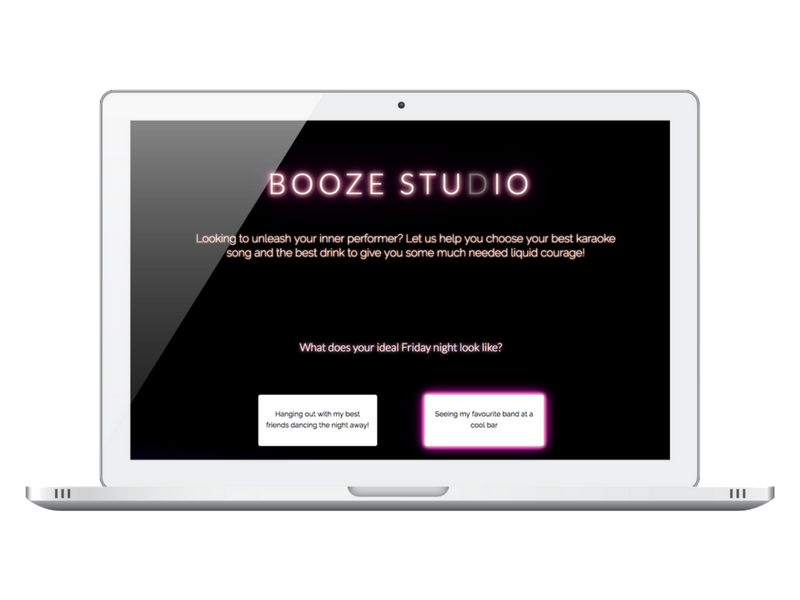 BOOZE STUDIO
Looking to unleash your inner performer? Let us help you choose your best karaoke
song and the best drink to give you some much needed liquid courage!
What does your ideal Friday night look like?
Hanging out with my best
friends dancing the night away!
Seeing my favourite band at a
cool bar